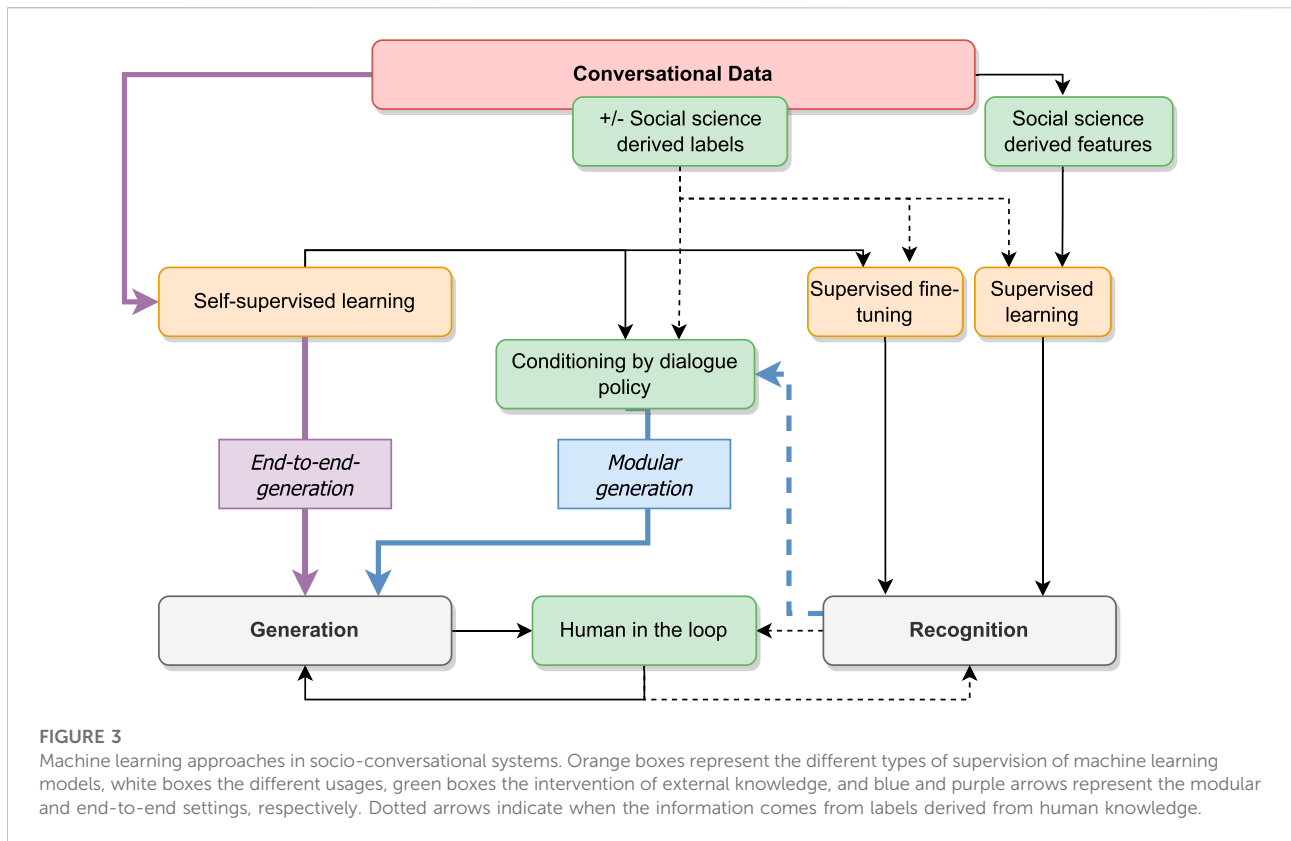 Conversational Data
+/- Social science
derived labels
Social science
derived features
Self-supervised learning
Supervised fine-
tuning
Supervised
learning
Conditioning by dialogue
policy
End-to-end-
generation
Modular
generation
Generation
Human in the loop
Recognition
FIGURE 3
Machine learning approaches in socio-conversational systems. Orange boxes represent the different types of supervision of machine learning
models, white boxes the different usages, green boxes the intervention of external knowledge, and blue and purple arrows represent the modular
and end-to-end settings, respectively. Dotted arrows indicate when the information comes from labels derived from human knowledge.